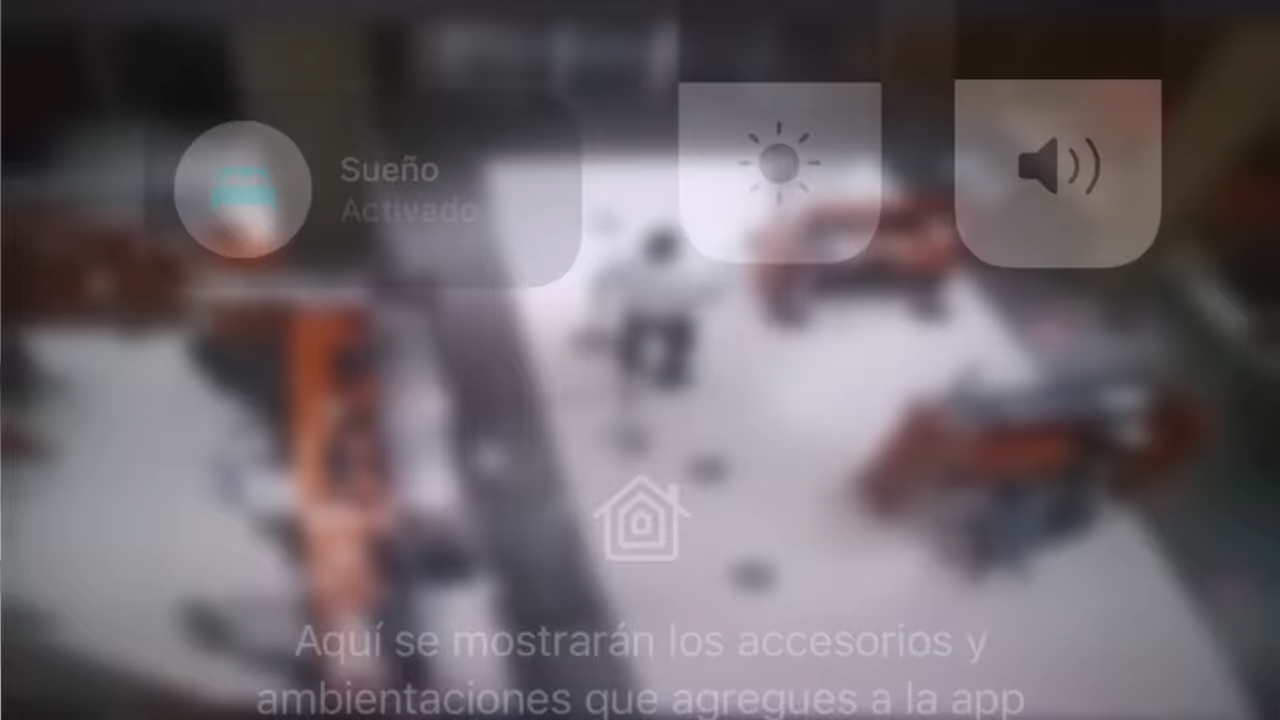 Sueño
Activado
Aquí se mostrarán los accesorios y
ambientaciones que agregues a la app